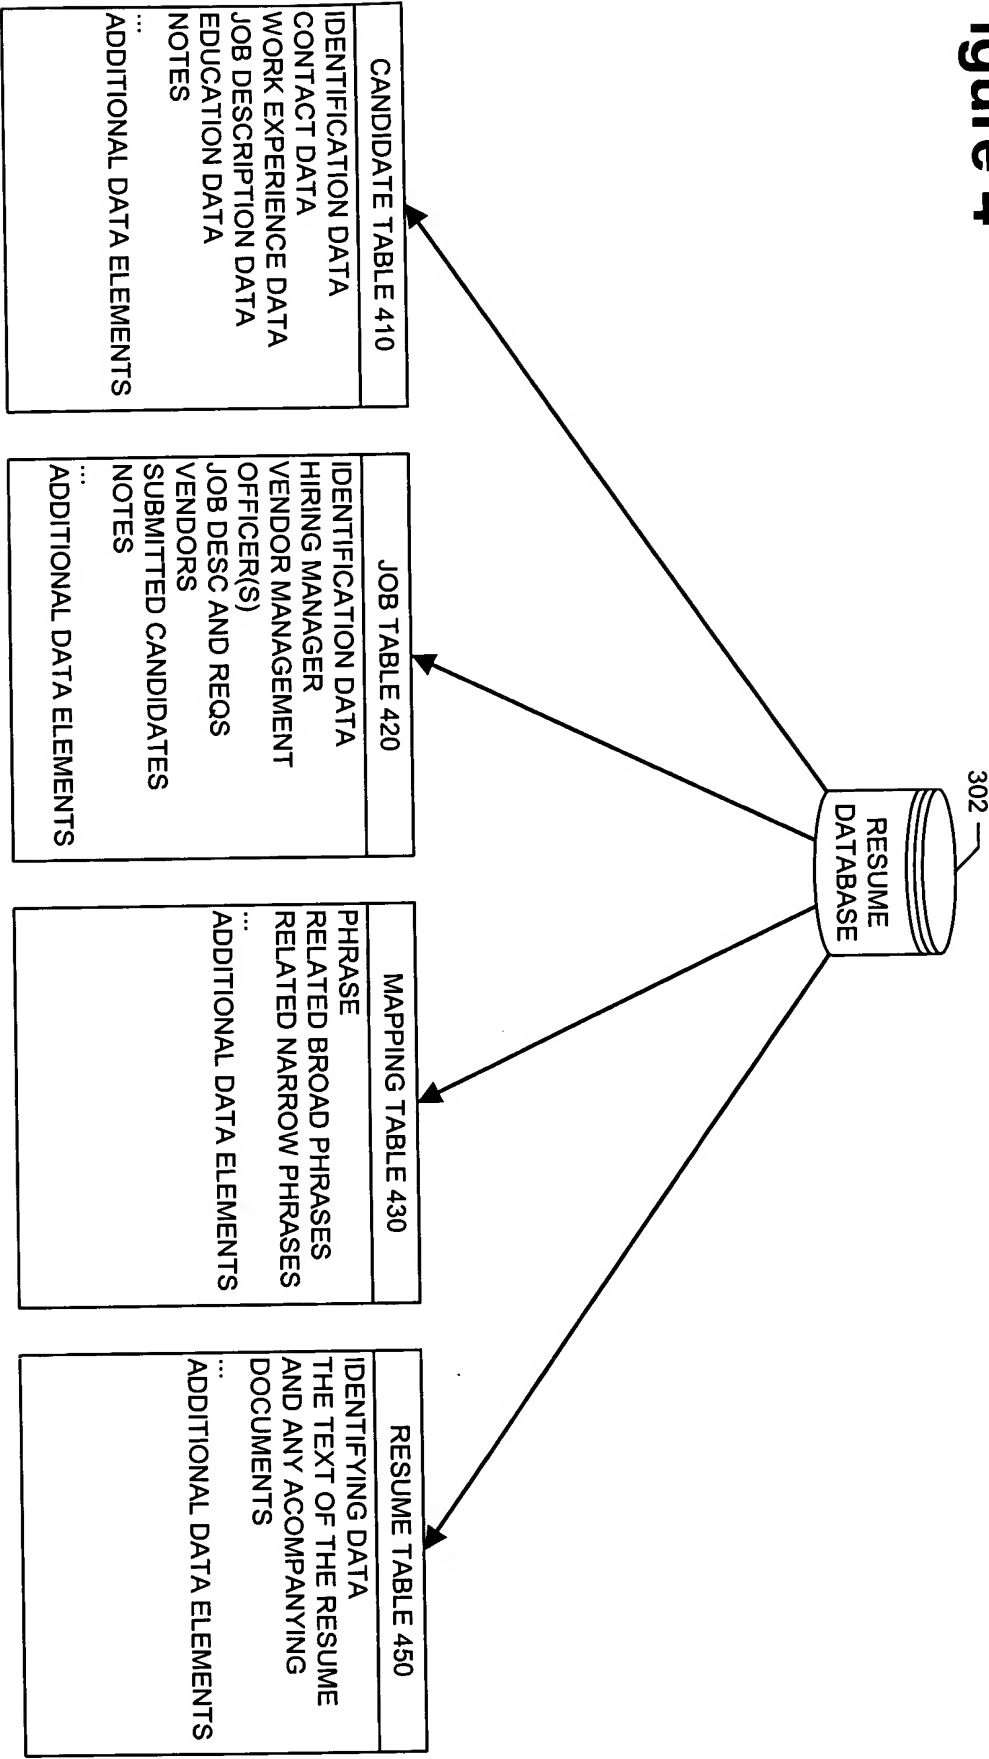 igure 4
302
RESUME
DATABASE
CANDIDATE TABLE 410
IDENTIFICATION DATA
CONTACT DATA
WORK EXPERIENCE DATA
JOB DESCRIPTION DATA
EDUCATION DATA
NOTES
...
ADDITIONAL DATA ELEMENTS
JOB TABLE 420
IDENTIFICATION DATA
HIRING MANAGER
VENDOR MANAGEMENT
OFFICER(S)
JOB DESC AND REQS
VENDORS
SUBMITTED CANDIDATES
NOTES
...
ADDITIONAL DATA ELEMENTS
MAPPING TABLE 430
PHRASE
RELATED BROAD PHRASES
RELATED NARROW PHRASES
...
ADDITIONAL DATA ELEMENTS
RESUME TABLE 450
IDENTIFYING DATA
THE TEXT OF THE RESUME
AND ANY ACOMPANYING
DOCUMENTS
...
ADDITIONAL DATA ELEMENTS